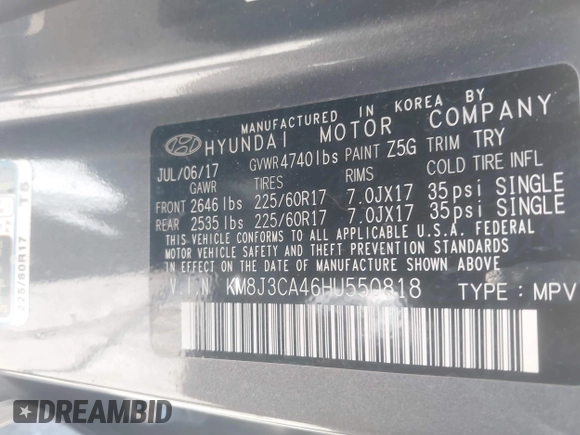 MANUFACTURED IN KOREA BY
HYUNDAI MOTOR COMPANY
JUL/06/17 GVWR 4740lbs PAINT Z5G TRIM TRY
GAWR TIRES RIMS COLD TIRE INFL
FRONT 2646 lbs 225/60R17 7.0JX17 35psi SINGLE
REAR 2535 lbs 225/60R17 7.0JX17 35psi SINGLE
THIS VEHICLE CONFORMS TO ALL APPLICABLE U.S.A. FEDERAL
MOTOR VEHICLE SAFETY AND THEFT PREVENTION STANDARDS
IN EFFECT ON THE DATE OF MANUFACTURE SHOWN ABOVE.
V.I.N KM8J3CA46HU550818 TYPE : MPV
225/60R17 T6
DREAMBID